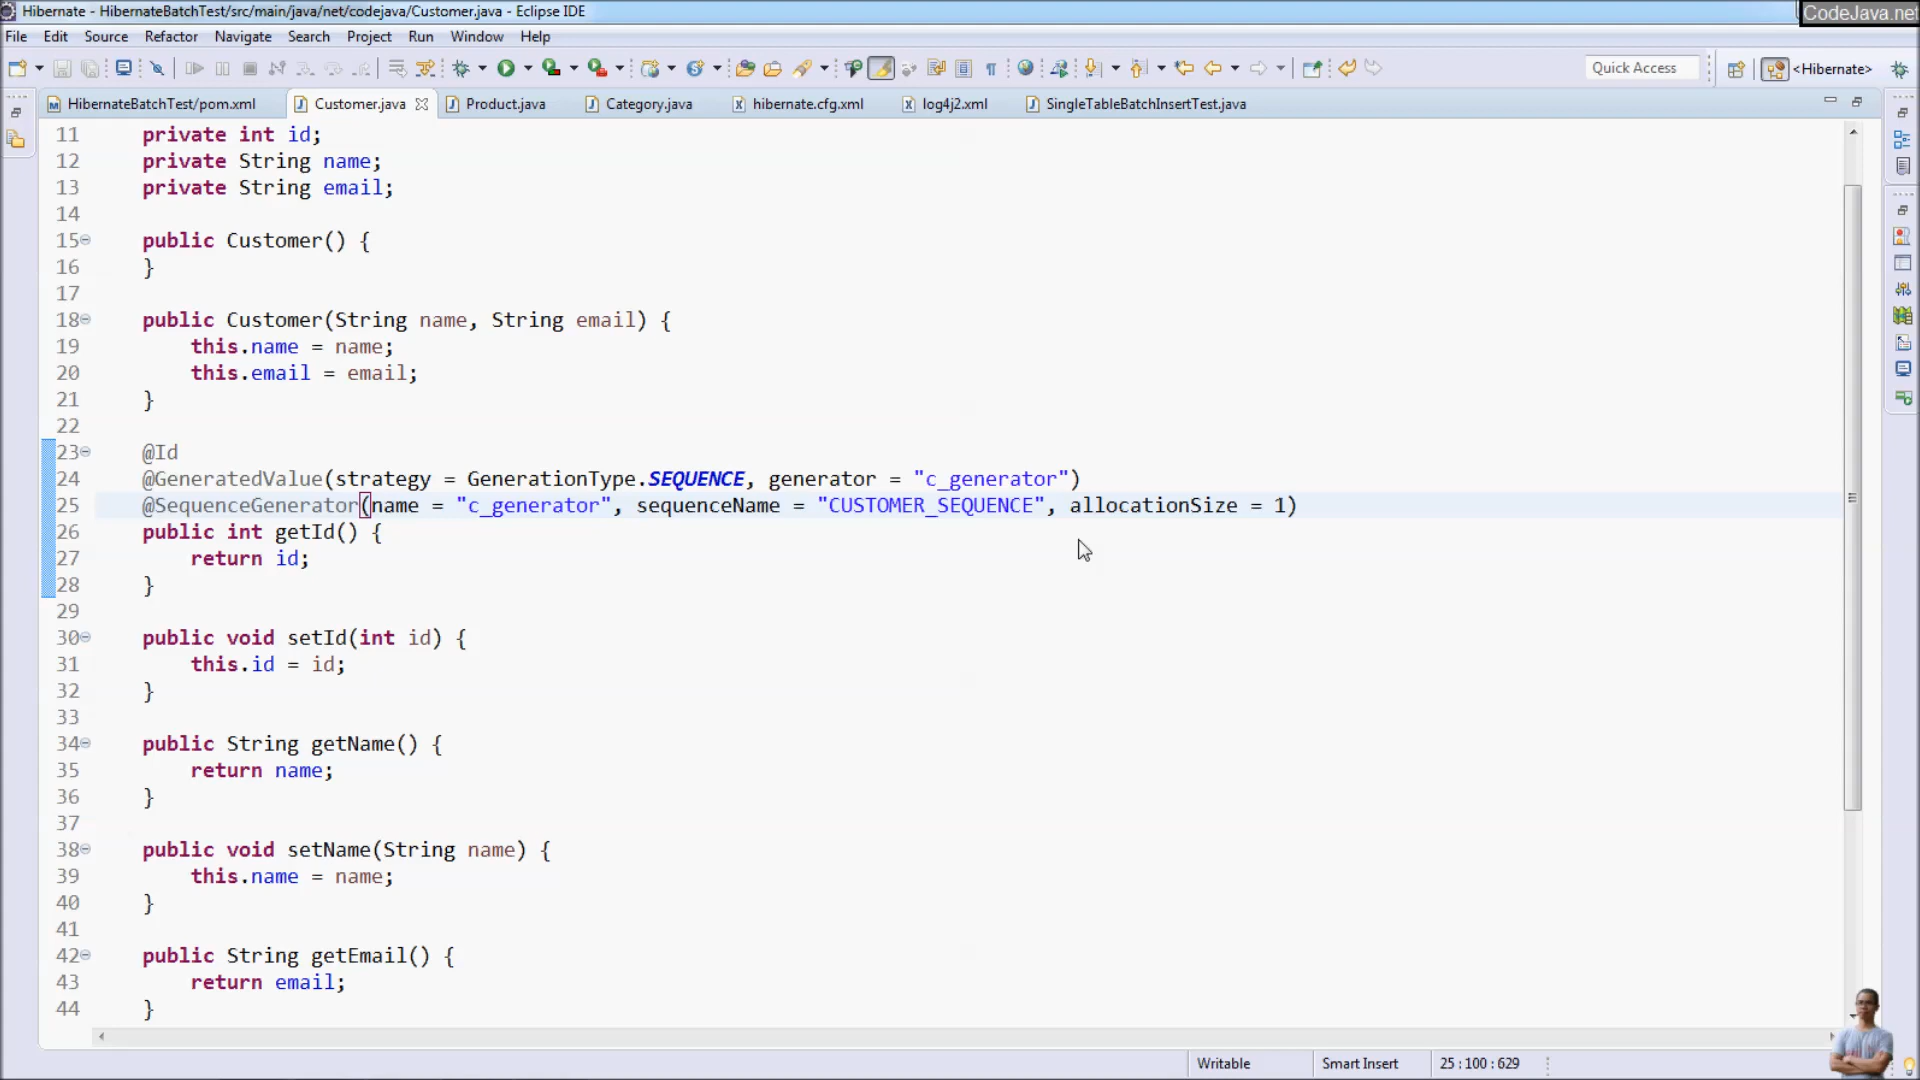 Hibernate - HibernateBatchTest/src/main/java/net/codejava/Customer.java - Eclipse IDE
CodeJava.net
File Edit Source Refactor Navigate Search Project Run Window Help
Quick Access
<Hibernate>
HibernateBatchTest/pom.xml Customer.java Product.java Category.java hibernate.cfg.xml log4j2.xml SingleTableBatchInsertTest.java
11 private int id;
12 private String name;
13 private String email;
14
15 public Customer() {
16 }
17
18 public Customer(String name, String email) {
19 this.name = name;
20 this.email = email;
21 }
22
23 @Id
24 @GeneratedValue(strategy = GenerationType.SEQUENCE, generator = "c_generator")
25 @SequenceGenerator(name = "c_generator", sequenceName = "CUSTOMER_SEQUENCE", allocationSize = 1)
26 public int getId() {
27 return id;
28 }
29
30 public void setId(int id) {
31 this.id = id;
32 }
33
34 public String getName() {
35 return name;
36 }
37
38 public void setName(String name) {
39 this.name = name;
40 }
41
42 public String getEmail() {
43 return email;
44 }
Writable Smart Insert 25 : 100 : 629